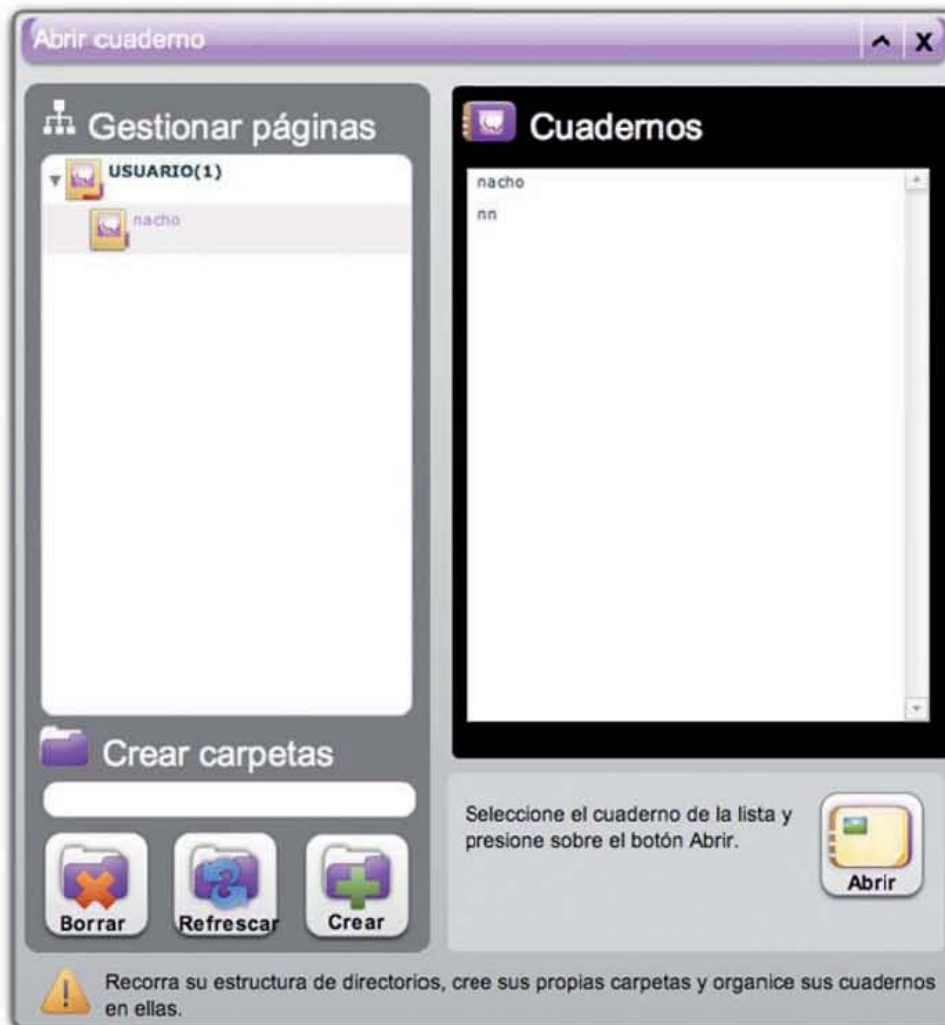 Abrir cuaderno
X
Gestionar páginas
USUARIO(1)
nacho
Crear carpetas
Borrar
Refrescar
Crear
Cuadernos
nacho
nn
Seleccione el cuaderno de la lista y
presione sobre el botón Abrir.
Abrir
Recorra su estructura de directorios, cree sus propias carpetas y organice sus cuadernos
en ellas.